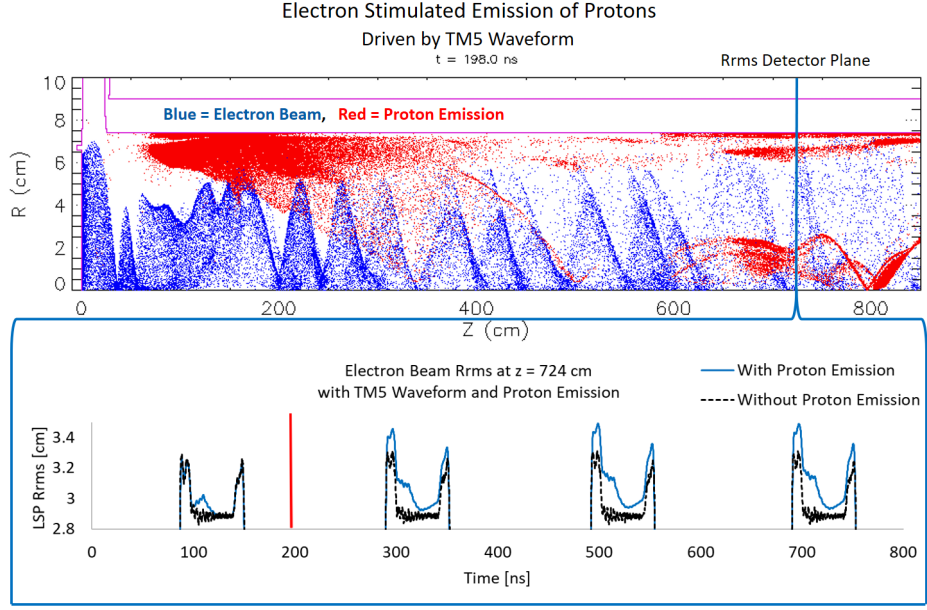 Electron Stimulated Emission of Protons
Driven by TM5 Waveform
t = 198.0 ns
Rrms Detector Plane
Blue = Electron Beam, Red = Proton Emission
10
8
6
4
2
0
R (cm)
0 200 400 600 800
Z (cm)
Electron Beam Rrms at z = 724 cm
with TM5 Waveform and Proton Emission
With Proton Emission
Without Proton Emission
LSP Rrms [cm]
3.4
3.2
3
2.8
0 100 200 300 400 500 600 700 800
Time [ns]